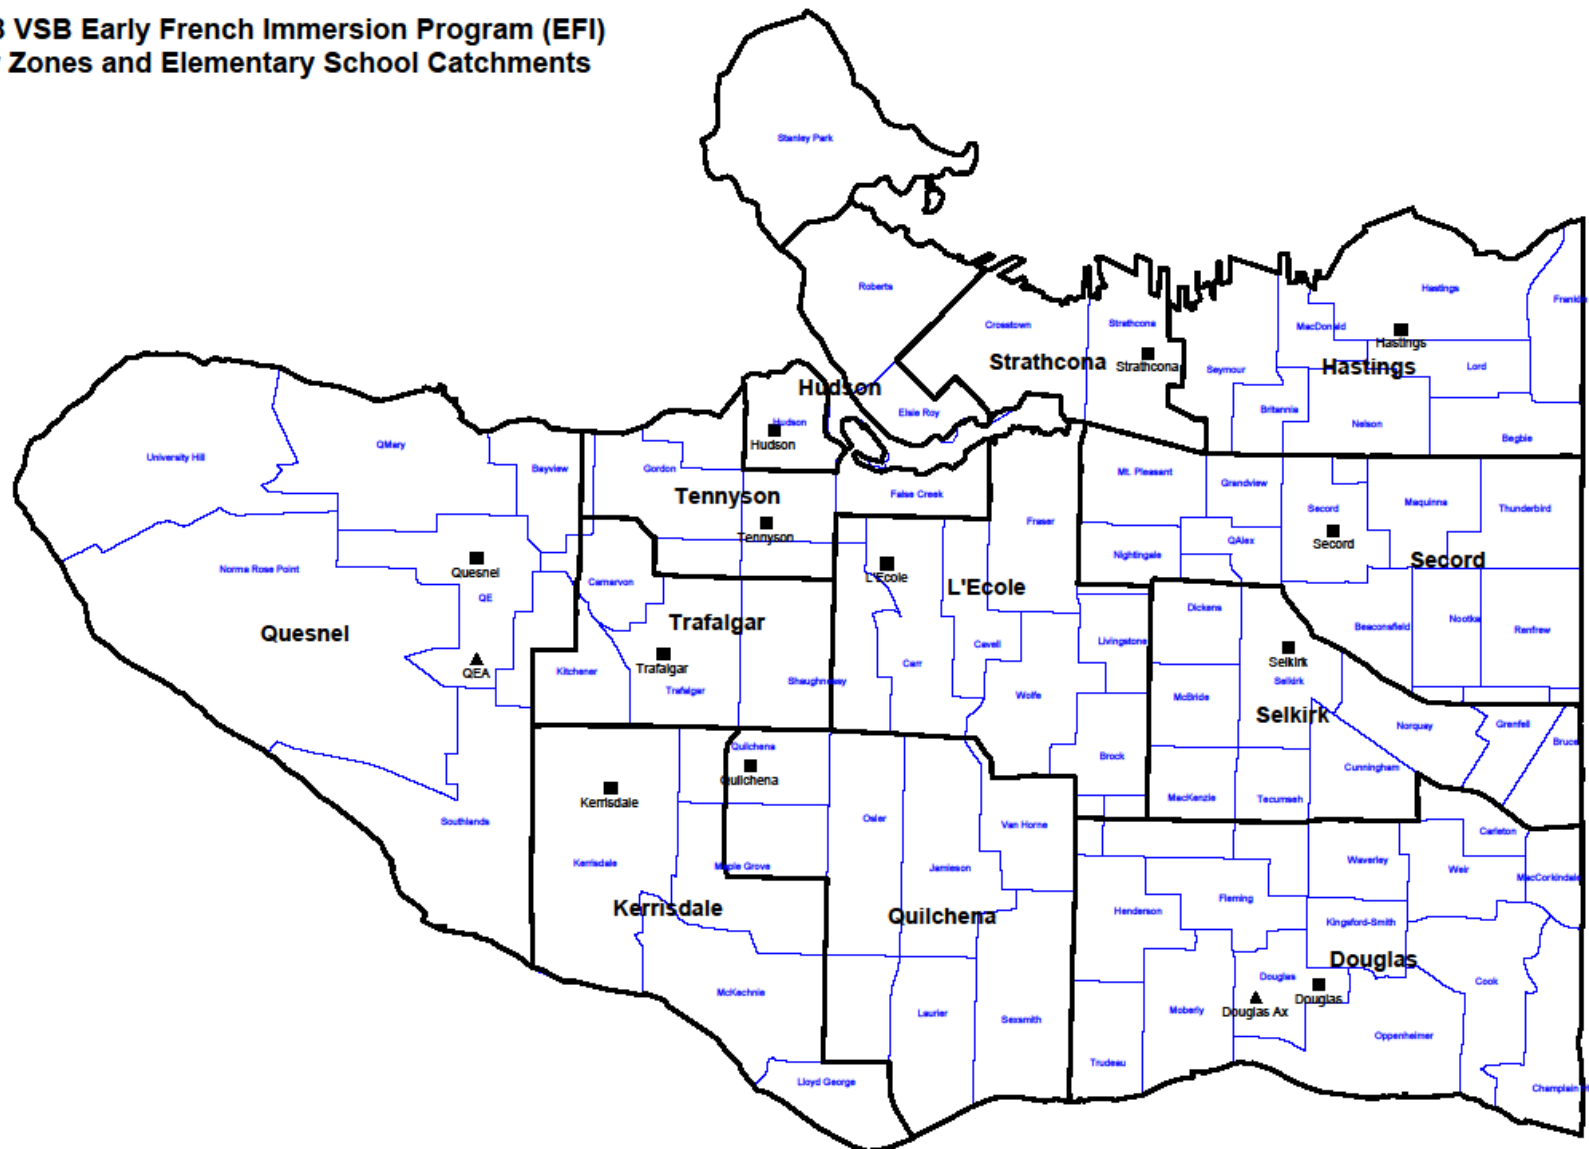 VSB Early French Immersion Program (EFI)
Zones and Elementary School Catchments
Stanley Park
Roberts
Crosstown
Strathcona
Strathcona
Strathcona
Hastings
MacDonald
Hastings
Hastings
Seymour
Lord
Britannia
Nelson
Begbie
Hudson
Hudson
Hudson
Elsie Roy
University Hill
QMary
Bayview
Gordon
Tennyson
Tennyson
False Creek
Fraser
Mt. Pleasant
Grandview
Secord
Secord
Secord
Maquinna
Thunderbird
Nightingale
QAlex
Norma Rose Point
Quesnel
QE
Quesnel
QEA
Carnarvon
Trafalgar
Trafalgar
Trafalgar
Kitchener
Shaughnessy
L'Ecole
L'Ecole
Carr
Cavell
Wolfe
Livingstone
Brock
Dickens
Beaconsfield
Nootka
Renfrew
Selkirk
Selkirk
Selkirk
McBride
Norquay
Grenfell
Bruce
MacKenzie
Tecumseh
Cunningham
Quilchena
Quilchena
Kerrisdale
Kerrisdale
Kerrisdale
Southlands
Maple Grove
Osler
Jamieson
Van Horne
Quilchena
McKechnie
Laurier
Sexsmith
Lloyd George
Carleton
Waverley
Weir
MacCorkindale
Henderson
Fleming
Kingsford-Smith
Douglas
Douglas
Douglas
Douglas Ax
Cook
Moberly
Oppenheimer
Trudeau